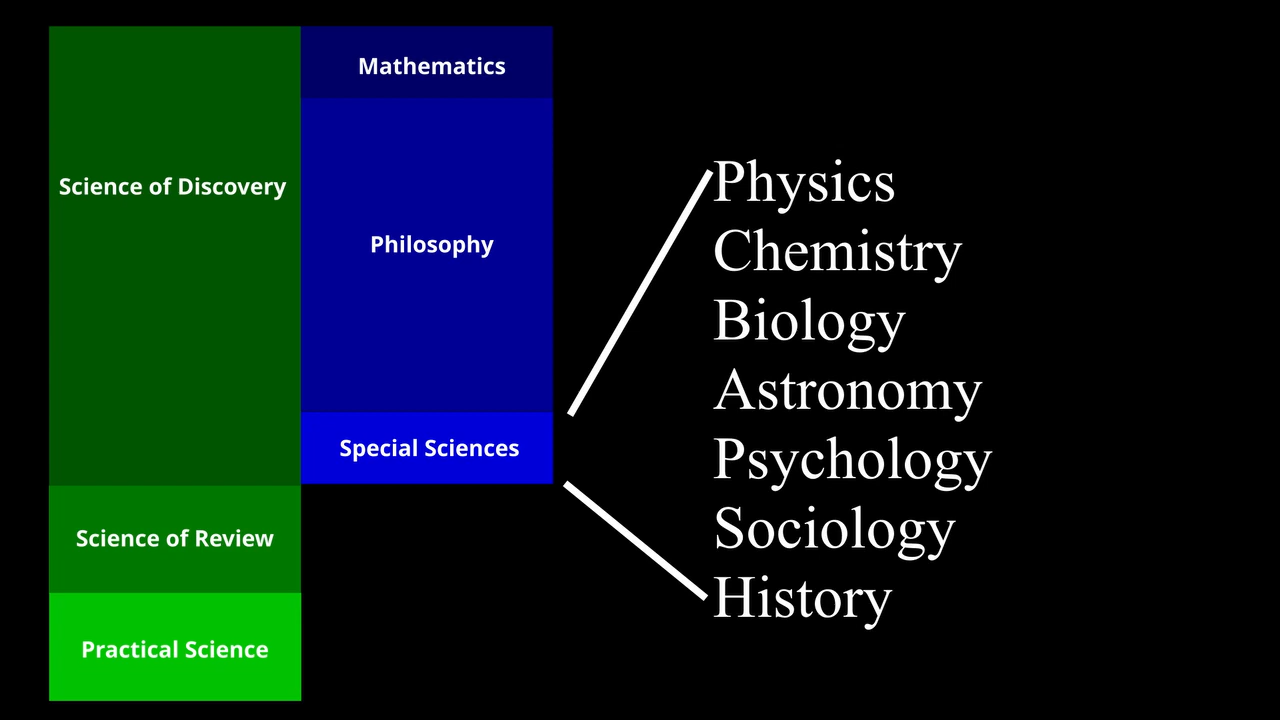 Science of Discovery
Science of Review
Practical Science
Mathematics
Philosophy
Special Sciences
Physics
Chemistry
Biology
Astronomy
Psychology
Sociology
History